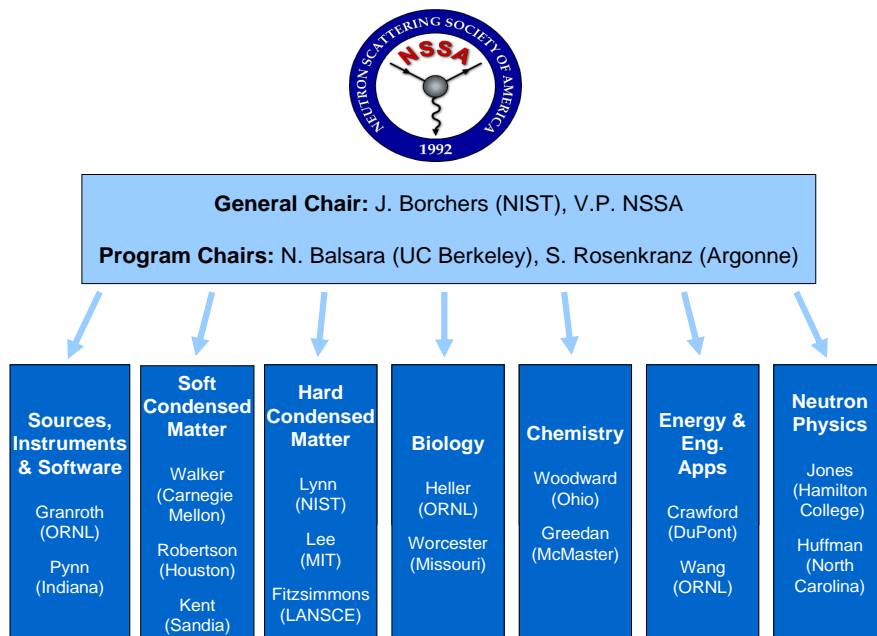 NEUTRON SCATTERING SOCIETY OF AMERICA
NSSA
1992
General Chair: J. Borchers (NIST), V.P. NSSA
Program Chairs: N. Balsara (UC Berkeley), S. Rosenkranz (Argonne)
Sources,
Instruments
& Software
Granroth
(ORNL)
Pynn
(Indiana)
Soft
Condensed
Matter
Walker
(Carnegie
Mellon)
Robertson
(Houston)
Kent
(Sandia)
Hard
Condensed
Matter
Lynn
(NIST)
Lee
(MIT)
Fitzsimmons
(LANSCE)
Biology
Heller
(ORNL)
Worcester
(Missouri)
Chemistry
Woodward
(Ohio)
Greedan
(McMaster)
Energy &
Eng.
Apps
Crawford
(DuPont)
Wang
(ORNL)
Neutron
Physics
Jones
(Hamilton
College)
Huffman
(North
Carolina)